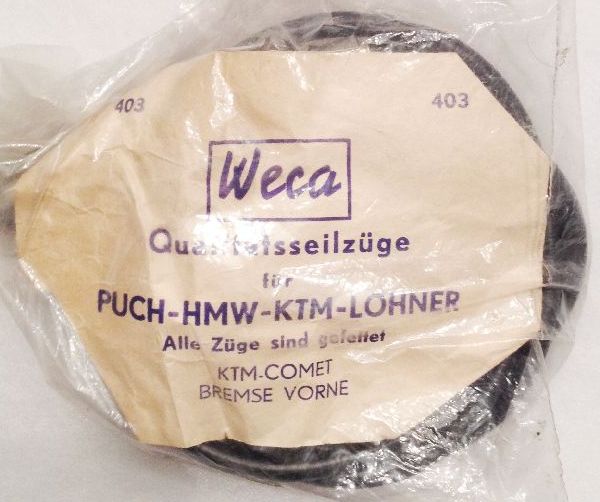 403 403
Weca
Qualitätsseilzüge
für
PUCH-HMW-KTM-LOHNER
Alle Züge sind gefettet
KTM-COMET
BREMSE VORNE